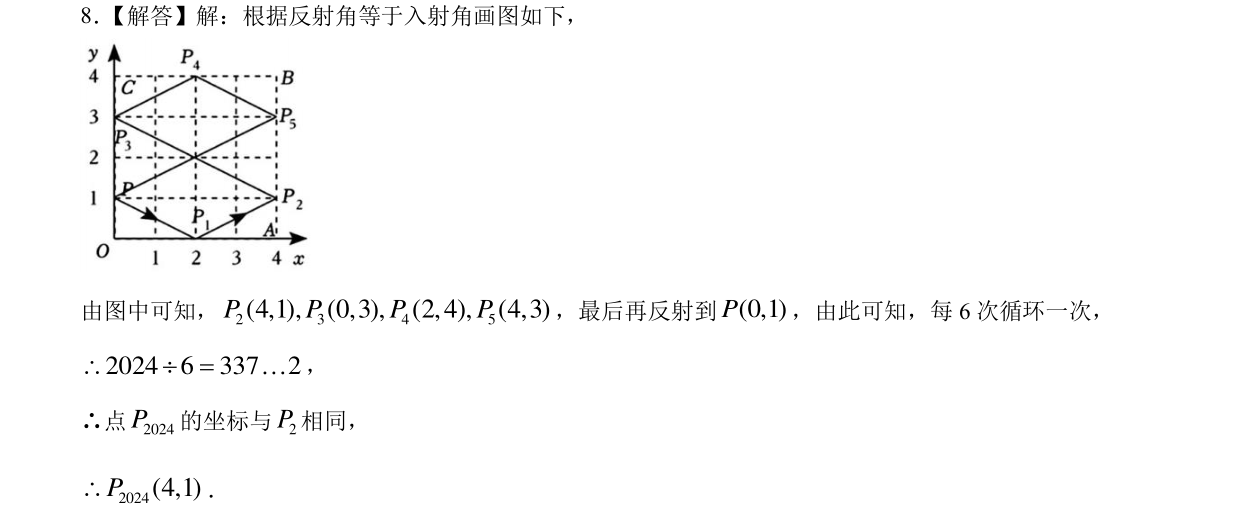 8.【解答】解：根据反射角等于入射角画图如下，
y
P₄
4
C
B
3
P₅
P₃
2
P
1
P₂
P₁
A
O
1 2 3 4 x
由图中可知，P₂(4,1), P₃(0,3), P₄(2,4), P₅(4,3)，最后再反射到P(0,1)，由此可知，每 6 次循环一次，
∴2024÷6=337…2，
∴点P₂₀₂₄的坐标与P₂相同，
∴P₂₀₂₄(4,1)．